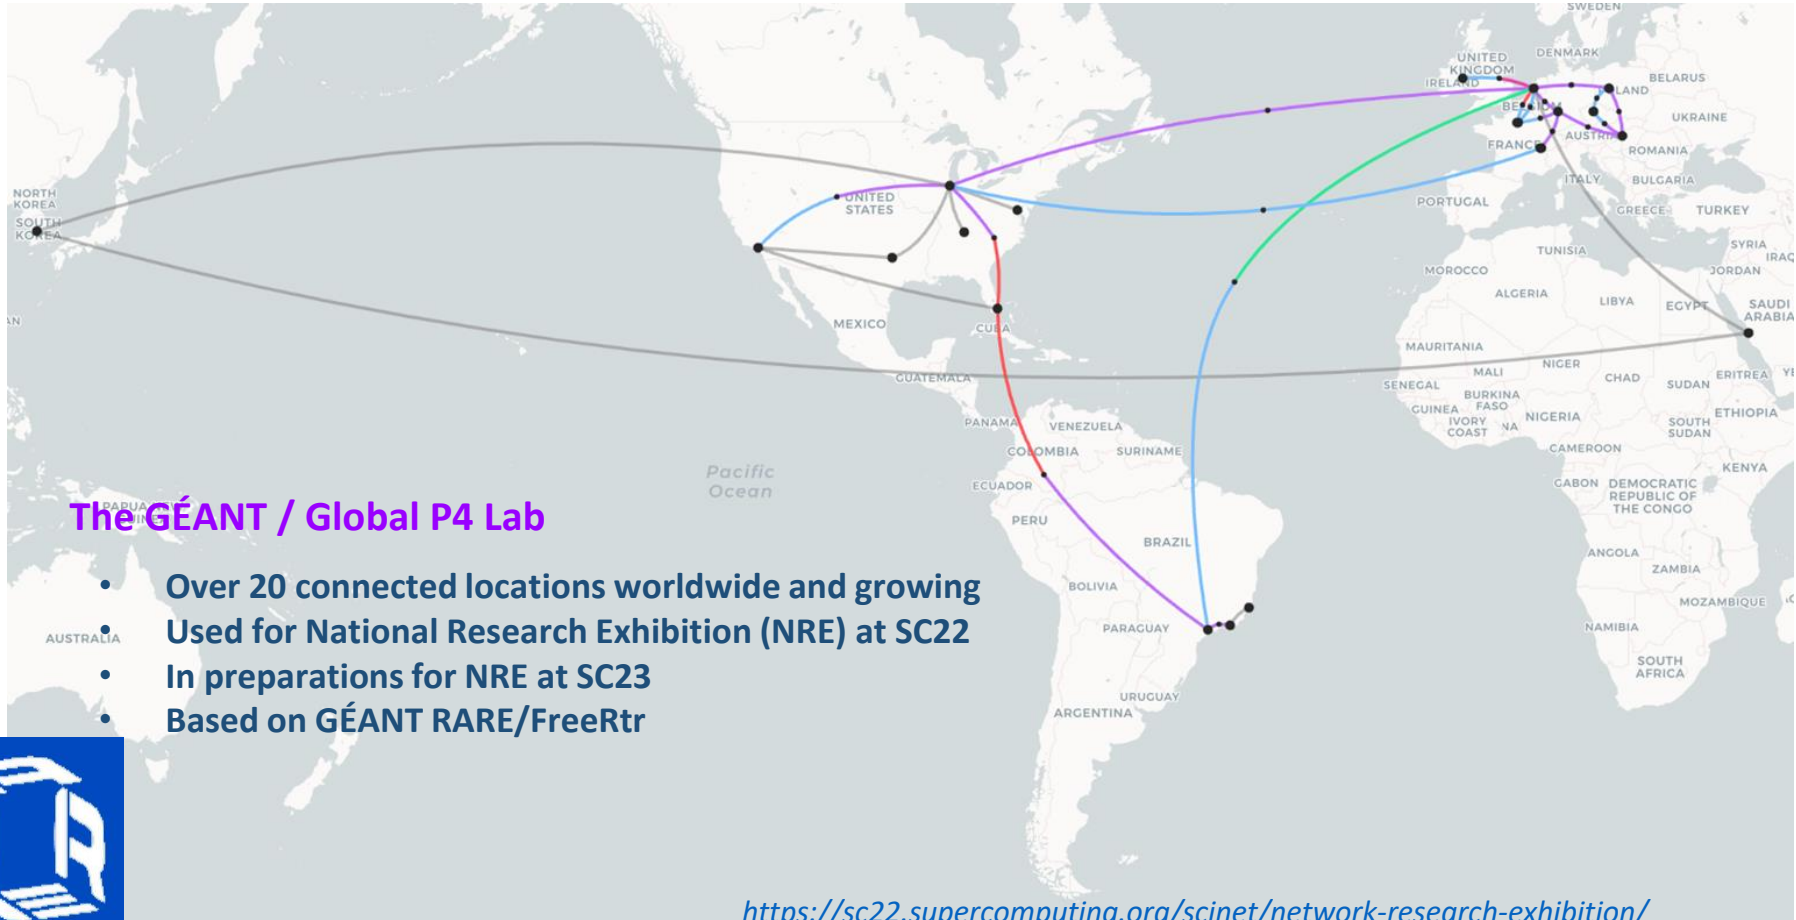 SWEDEN
DENMARK
UNITED
KINGDOM
IRELAND
BELARUS
UKRAINE
FRANCE
ROMANIA
ITALY
BULGARIA
PORTUGAL
GREECE
TURKEY
NORTH
KOREA
SOUTH
KOREA
UNITED
STATES
TUNISIA
SYRIA
IRAQ
MOROCCO
JORDAN
ALGERIA
LIBYA
EGYPT
SAUDI
ARABIA
MEXICO
CUBA
MAURITANIA
GUATEMALA
MALI
NIGER
CHAD
SUDAN
ERITREA
SENEGAL
BURKINA
FASO
GUINEA
IVORY
COAST
NIGERIA
SOUTH
SUDAN
ETHIOPIA
PANAMA
VENEZUELA
COLOMBIA
SURINAME
CAMEROON
KENYA
Pacific
Ocean
ECUADOR
GABON
DEMOCRATIC
REPUBLIC OF
THE CONGO
The GÉANT / Global P4 Lab
PERU
BRAZIL
ANGOLA
ZAMBIA
• Over 20 connected locations worldwide and growing
BOLIVIA
MOZAMBIQUE
• Used for National Research Exhibition (NRE) at SC22
AUSTRALIA
PARAGUAY
NAMIBIA
• In preparations for NRE at SC23
SOUTH
AFRICA
URUGUAY
• Based on GÉANT RARE/FreeRtr
ARGENTINA
R
https://sc22.supercomputing.org/scinet/network-research-exhibition/